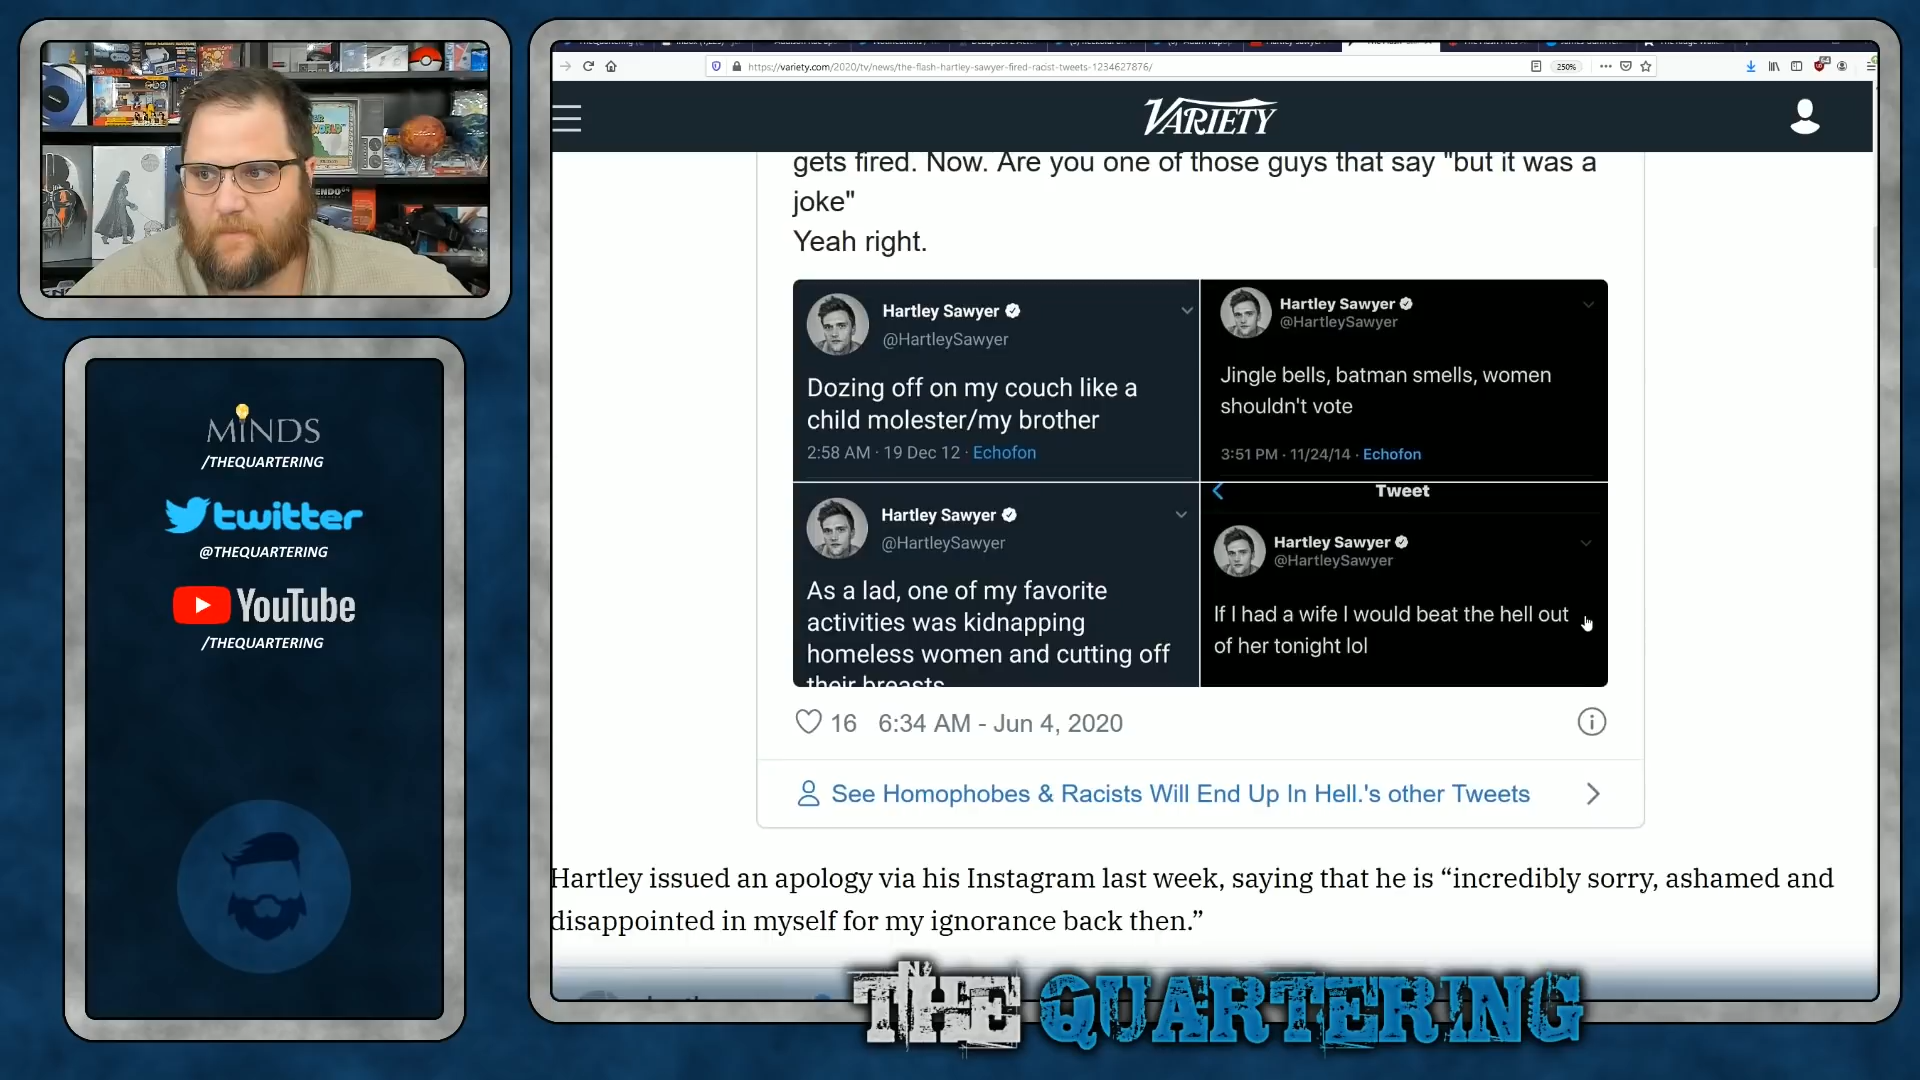 https://variety.com/2020/tv/news/the-flash-hartley-sawyer-fired-racist-tweets-1234627876/
250%
VARIETY
gets fired. Now. Are you one of those guys that say "but it was a
joke"
Yeah right.
Hartley Sawyer
@HartleySawyer
Dozing off on my couch like a
child molester/my brother
2:58 AM · 19 Dec 12 · Echofon
Hartley Sawyer
@HartleySawyer
Jingle bells, batman smells, women
shouldn't vote
3:51 PM · 11/24/14 · Echofon
Hartley Sawyer
@HartleySawyer
As a lad, one of my favorite
activities was kidnapping
homeless women and cutting off
their breasts
Tweet
Hartley Sawyer
@HartleySawyer
If I had a wife I would beat the hell out
of her tonight lol
16 6:34 AM - Jun 4, 2020
See Homophobes & Racists Will End Up In Hell.'s other Tweets
Hartley issued an apology via his Instagram last week, saying that he is “incredibly sorry, ashamed and
disappointed in myself for my ignorance back then.”
MINDS
/THEQUARTERING
twitter
@THEQUARTERING
YouTube
/THEQUARTERING
THE QUARTERING